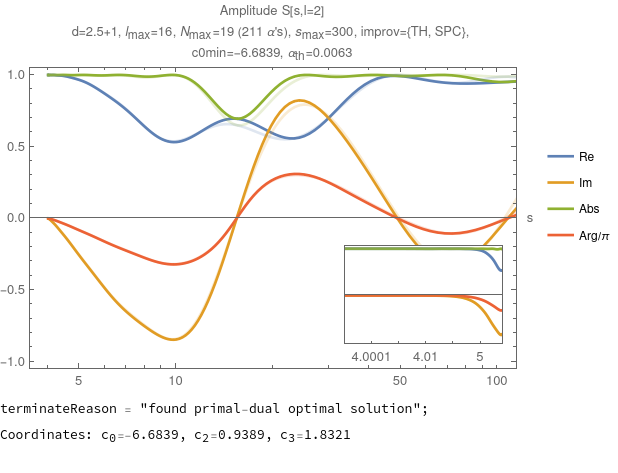 Amplitude S[s,l=2]
d=2.5+1, lmax=16, Nmax=19 (211 α's), smax=300, improv={TH, SPC},
c0min=-6.6839, αth=0.0063
1.0
0.5
0.0
-0.5
-1.0
s
Re
Im
Abs
Arg/π
4.0001 4.01 5
5 10 50 100
terminateReason = "found primal-dual optimal solution";
Coordinates: c0=-6.6839, c2=0.9389, c3=1.8321